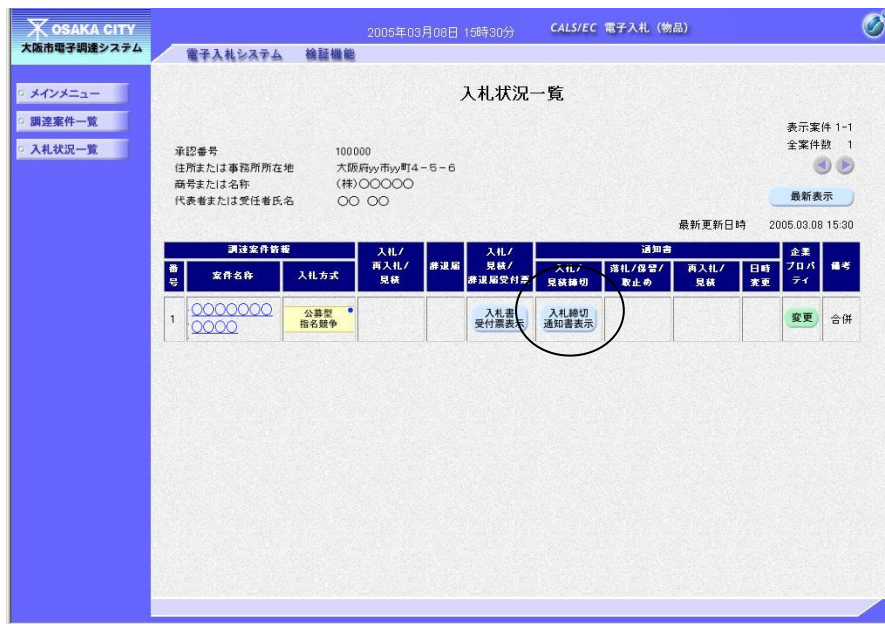 OSAKA CITY
大阪市電子調達システム
2005年03月08日 15時30分
CALS/EC 電子入札（物品）
電子入札システム 検証機能
メインメニュー
調達案件一覧
入札状況一覧
入札状況一覧
表示案件 1-1
全案件数 1
承認番号 100000
住所または事務所所在地 大阪府yy市yy町4－5－6
商号または名称 (株)○○○○○
代表者または受任者氏名 ○○ ○○
最新表示
最新更新日時 2005.03.08 15:30
調達案件情報
通知書
番号
案件名称
入札方式
入札/
再入札/
見積
辞退届
入札/
見積/
辞退届受付票
入札/
見積締切
落札/保留/
取止め
再入札/
見積
日時
変更
企業
プロパ
ティ
備考
1
○○○○○○○
○○○○
公募型
指名競争
入札書
受付票表示
入札締切
通知書表示
変更
合併